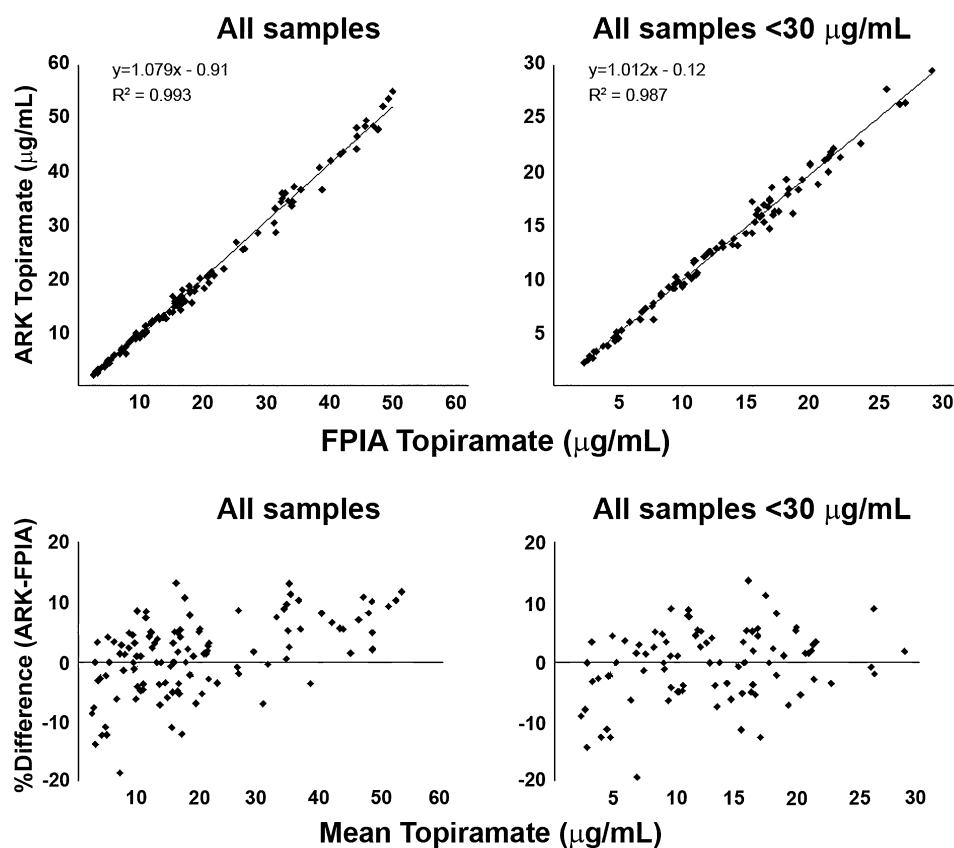 All samples
All samples <30 μg/mL
y=1.079x - 0.91
R² = 0.993
y=1.012x - 0.12
R² = 0.987
ARK Topiramate (μg/mL)
60
50
40
30
20
10
30
25
20
15
10
5
10 20 30 40 50 60
5 10 15 20 25 30
FPIA Topiramate (μg/mL)
All samples
All samples <30 μg/mL
%Difference (ARK-FPIA)
20
10
0
-10
-20
20
10
0
-10
-20
10 20 30 40 50 60
5 10 15 20 25 30
Mean Topiramate (μg/mL)